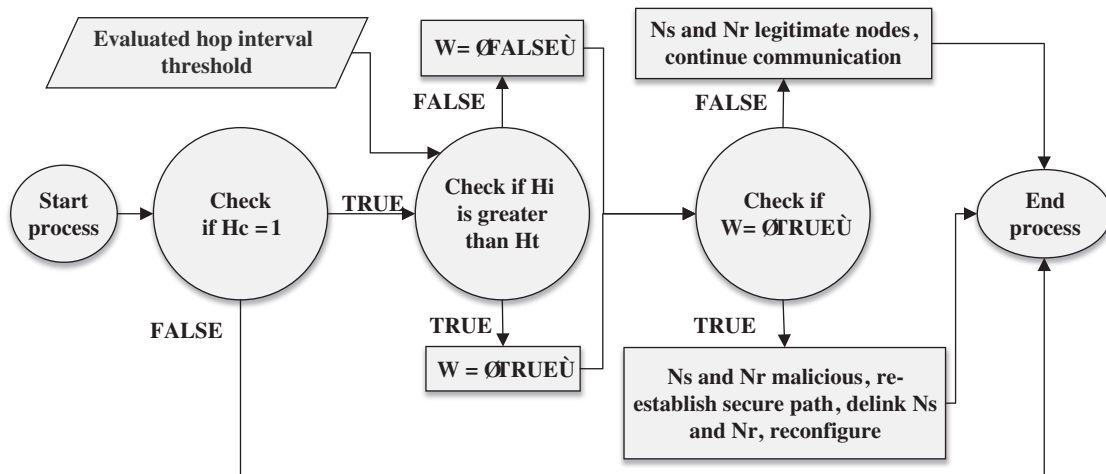 Evaluated hop interval
threshold
W= ØFALSEÙ
Ns and Nr legitimate nodes,
continue communication
FALSE
FALSE
Start
process
Check
if Hc =1
TRUE
Check if Hi
is greater
than Ht
Check if
W= ØTRUEÙ
End
process
FALSE
TRUE
TRUE
W = ØTRUEÙ
Ns and Nr malicious, re-
establish secure path, delink Ns
and Nr, reconfigure